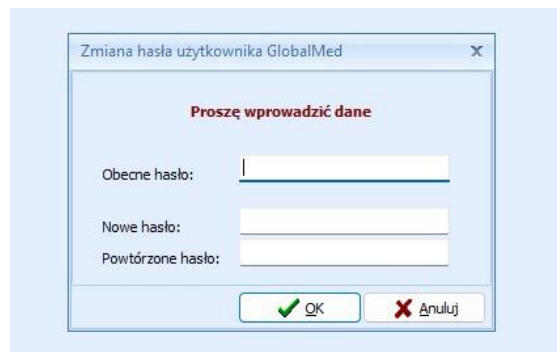 Zmiana hasła użytkownika GlobalMed
Proszę wprowadzić dane
Obecne hasło:
Nowe hasło:
Powtórzone hasło:
OK
Anuluj